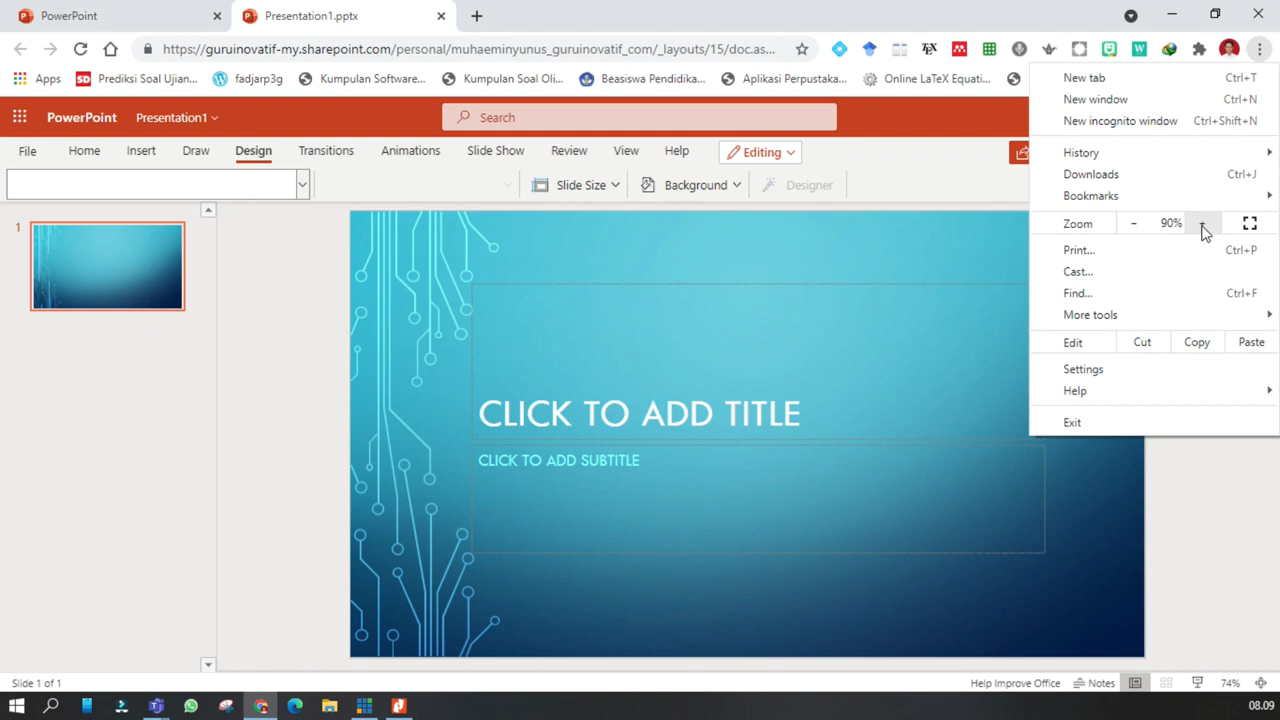 PowerPoint
Presentation1.pptx
https://guruinovatif-my.sharepoint.com/personal/muhaeminyunus_guruinovatif_com/_layouts/15/doc.as...
Apps
Prediksi Soal Ujian...
fadjarp3g
Kumpulan Software...
Kumpulan Soal Oli...
Beasiswa Pendidika...
Aplikasi Perpustaka...
Online LaTeX Equati...
PowerPoint
Presentation1
Search
File
Home
Insert
Draw
Design
Transitions
Animations
Slide Show
Review
View
Help
Editing
Slide Size
Background
Designer
New tab Ctrl+T
New window Ctrl+N
New incognito window Ctrl+Shift+N
History
Downloads Ctrl+J
Bookmarks
Zoom - 90% +
Print... Ctrl+P
Cast...
Find... Ctrl+F
More tools
Edit Cut Copy Paste
Settings
Help
Exit
1
CLICK TO ADD TITLE
CLICK TO ADD SUBTITLE
Slide 1 of 1
Help Improve Office
Notes
74%
08.09